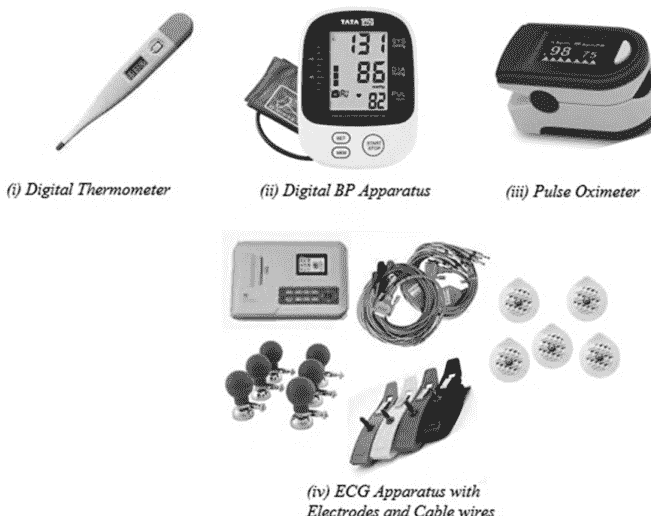 TATA 1mg
131
SYS
86
DIA
82
PUL
SET
MEM
START
STOP
98 75
(i) Digital Thermometer
(ii) Digital BP Apparatus
(iii) Pulse Oximeter
(iv) ECG Apparatus with
Electrodes and Cable wires